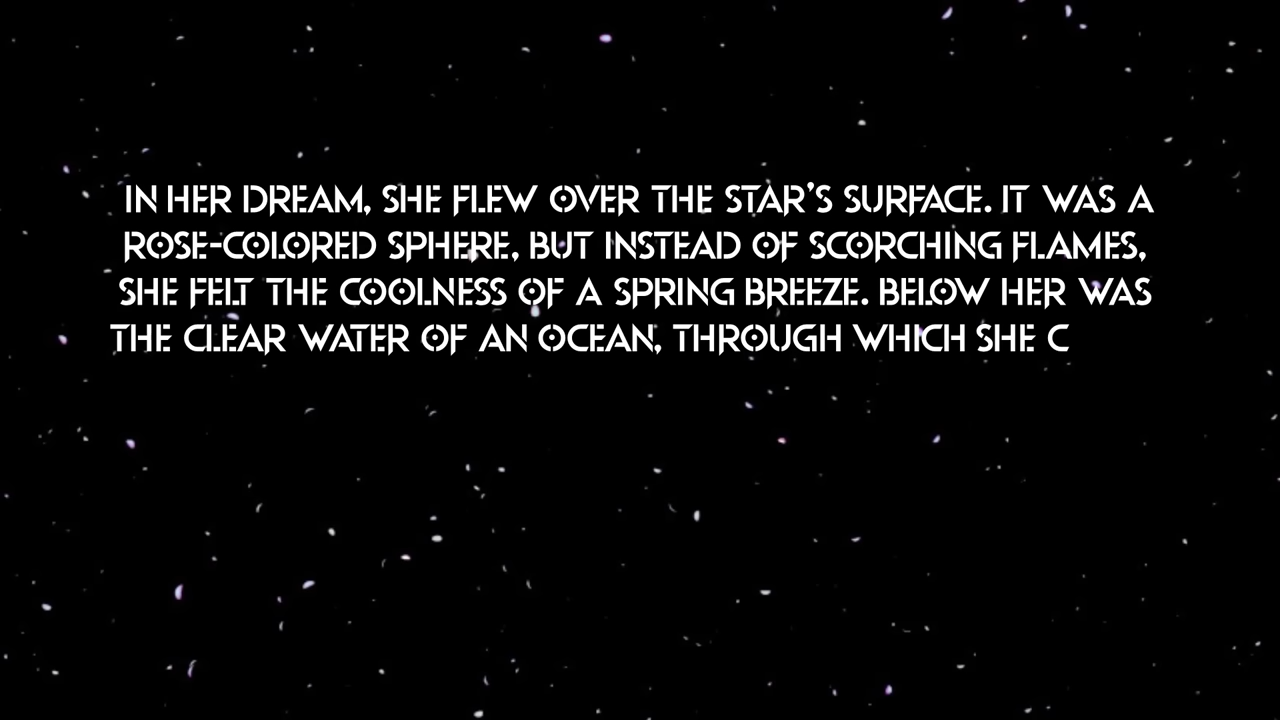 IN HER DREAM, SHE FLEW OVER THE STAR'S SURFACE. IT WAS A
ROSE-COLORED SPHERE, BUT INSTEAD OF SCORCHING FLAMES,
SHE FELT THE COOLNESS OF A SPRING BREEZE. BELOW HER WAS
THE CLEAR WATER OF AN OCEAN, THROUGH WHICH SHE C